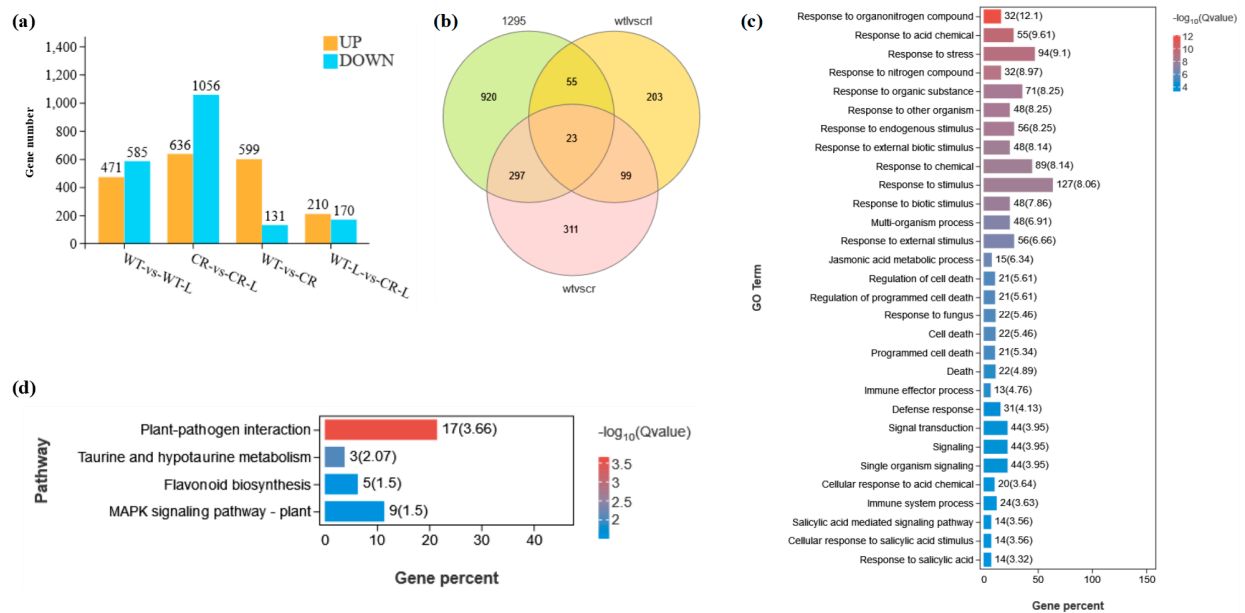 (a)
1,400
1,200
1,000
800
600
400
200
0
Gene number
UP
DOWN
471
585
636
1056
599
131
210
170
WT-vs-WT-L
CR-vs-CR-L
WT-vs-CR
WT-L-vs-CR-L
(b)
1295
wtlvscrl
920
55
203
23
297
99
311
wtvscr
(c)
GO Term
Response to organonitrogen compound 32(12.1)
Response to acid chemical 55(9.61)
Response to stress 94(9.1)
Response to nitrogen compound 32(8.97)
Response to organic substance 71(8.25)
Response to other organism 48(8.25)
Response to endogenous stimulus 56(8.25)
Response to external biotic stimulus 48(8.14)
Response to chemical 89(8.14)
Response to stimulus 127(8.06)
Response to biotic stimulus 48(7.86)
Multi-organism process 48(6.91)
Response to external stimulus 56(6.66)
Jasmonic acid metabolic process 15(6.34)
Regulation of cell death 21(5.61)
Regulation of programmed cell death 21(5.61)
Response to fungus 22(5.46)
Cell death 22(5.46)
Programmed cell death 21(5.34)
Death 22(4.89)
Immune effector process 13(4.76)
Defense response 31(4.13)
Signal transduction 44(3.95)
Signaling 44(3.95)
Single organism signaling 44(3.95)
Cellular response to acid chemical 20(3.64)
Immune system process 24(3.63)
Salicylic acid mediated signaling pathway 14(3.56)
Cellular response to salicylic acid stimulus 14(3.56)
Response to salicylic acid 14(3.32)
0 50 100 150
Gene percent
-log10(Qvalue)
12
10
8
6
4
(d)
Pathway
Plant-pathogen interaction 17(3.66)
Taurine and hypotaurine metabolism 3(2.07)
Flavonoid biosynthesis 5(1.5)
MAPK signaling pathway - plant 9(1.5)
0 10 20 30 40
Gene percent
-log10(Qvalue)
3.5
3
2.5
2